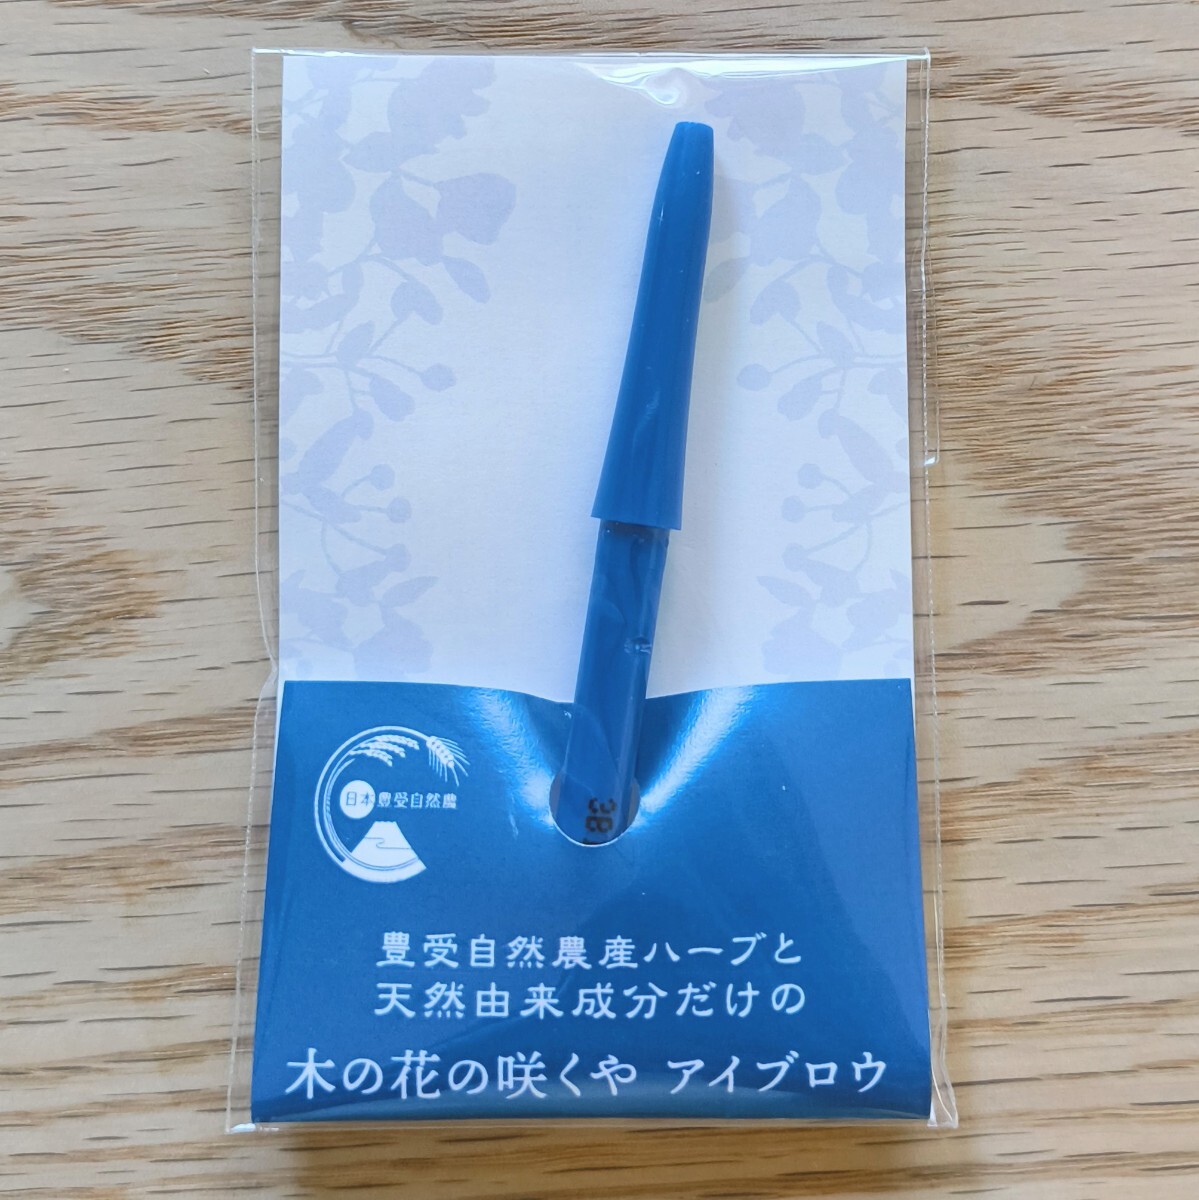 日本豊受自然農
豊受自然農産ハーブと
天然由来成分だけの
木の花の咲くや アイブロウ